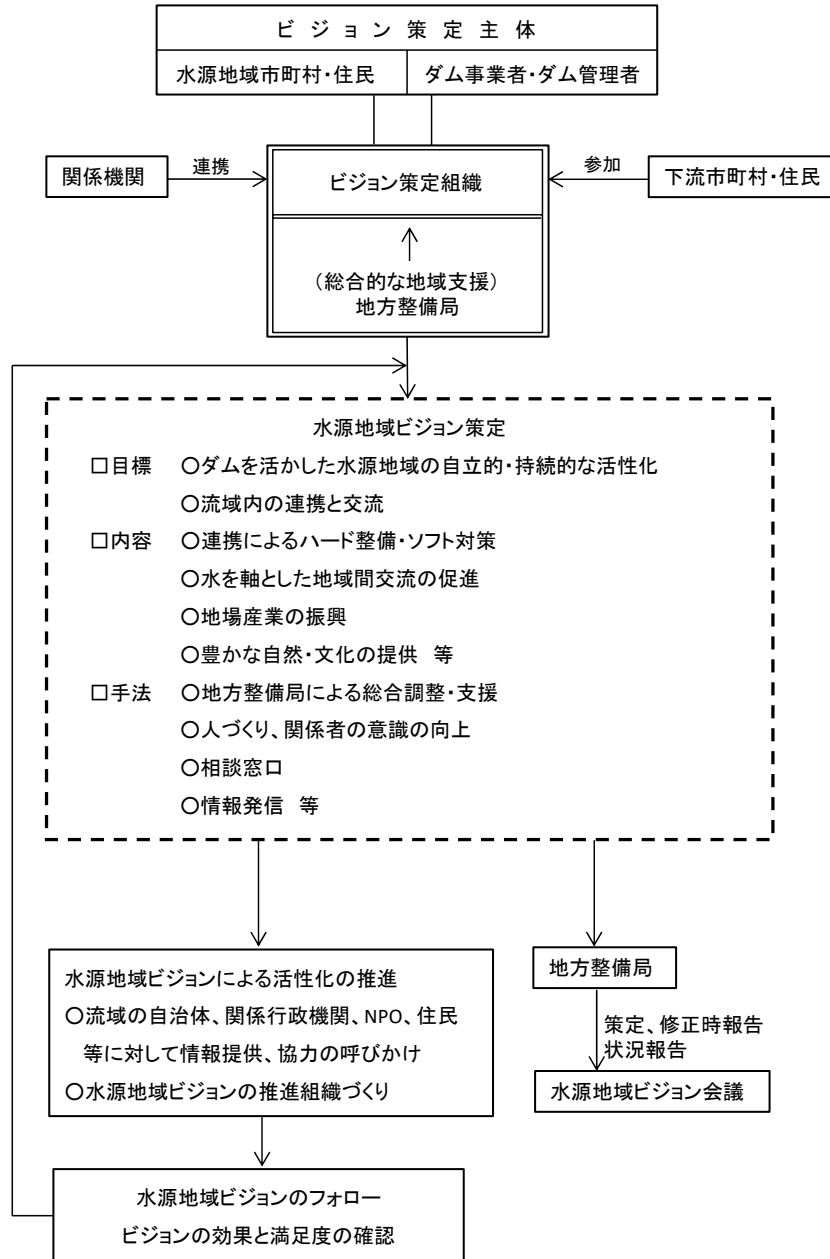 ビジョン策定主体
水源地域市町村・住民
ダム事業者・ダム管理者
関係機関
連携
ビジョン策定組織
参加
下流市町村・住民
(総合的な地域支援)
地方整備局
水源地域ビジョン策定
□目標 ○ダムを活かした水源地域の自立的・持続的な活性化
○流域内の連携と交流
□内容 ○連携によるハード整備・ソフト対策
○水を軸とした地域間交流の促進
○地場産業の振興
○豊かな自然・文化の提供 等
□手法 ○地方整備局による総合調整・支援
○人づくり、関係者の意識の向上
○相談窓口
○情報発信 等
水源地域ビジョンによる活性化の推進
○流域の自治体、関係行政機関、NPO、住民
等に対して情報提供、協力の呼びかけ
○水源地域ビジョンの推進組織づくり
地方整備局
策定、修正時報告
状況報告
水源地域ビジョン会議
水源地域ビジョンのフォロー
ビジョンの効果と満足度の確認